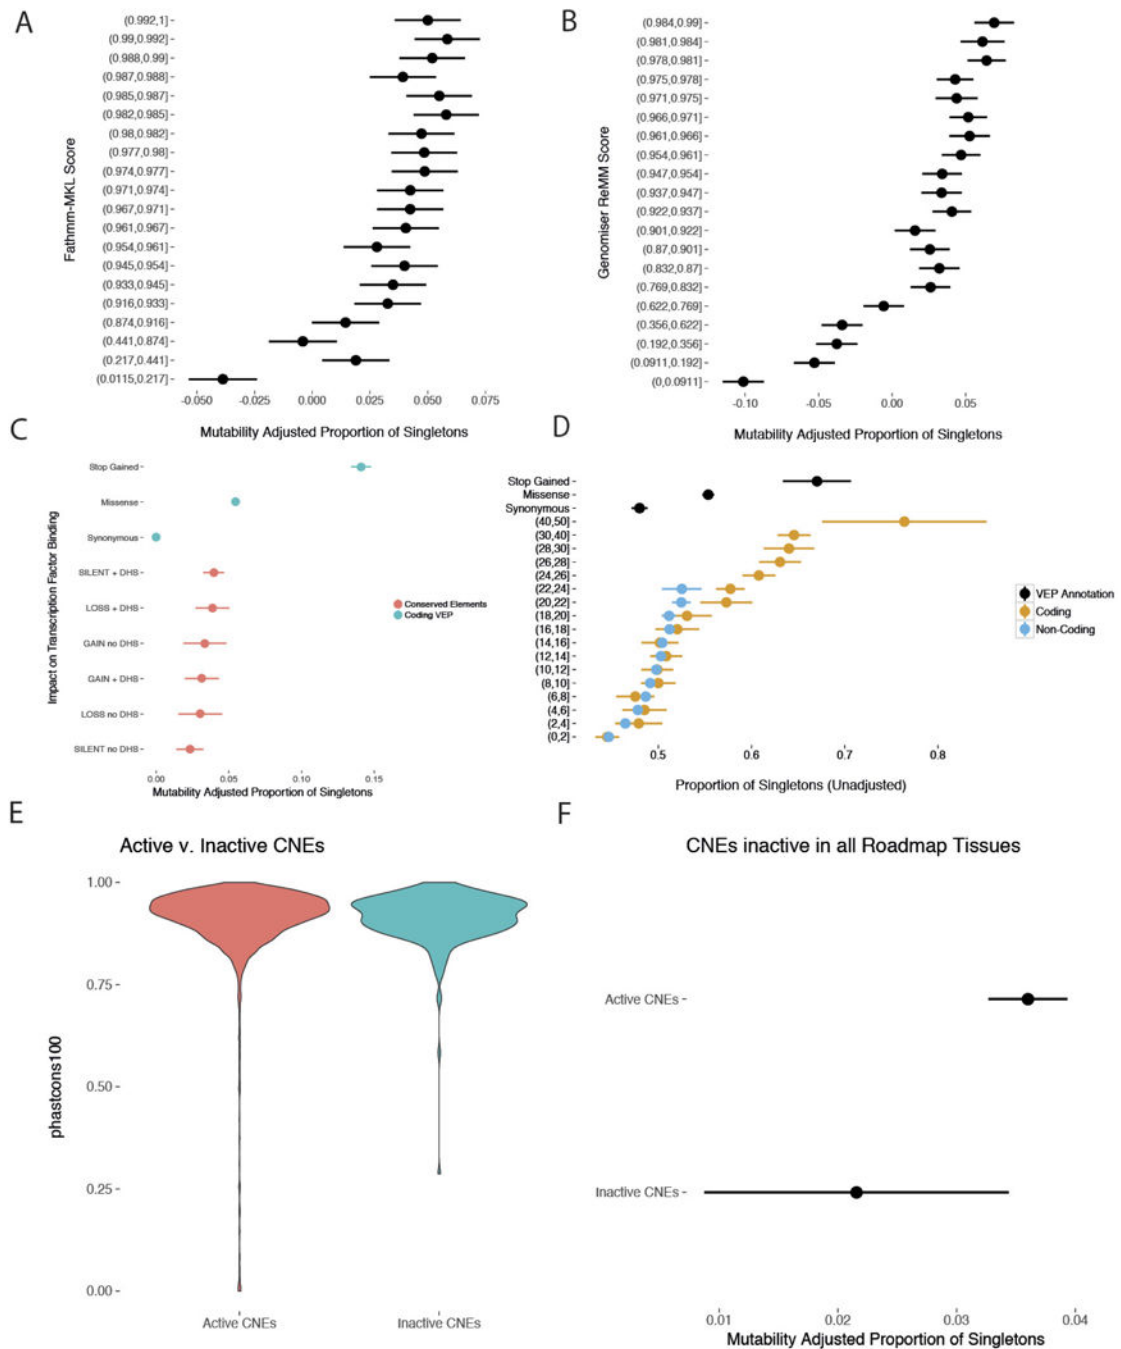 A
Fathmm-MKL Score
(0.992,1]
(0.99,0.992]
(0.988,0.99]
(0.987,0.988]
(0.985,0.987]
(0.982,0.985]
(0.98,0.982]
(0.977,0.98]
(0.974,0.977]
(0.971,0.974]
(0.967,0.971]
(0.961,0.967]
(0.954,0.961]
(0.945,0.954]
(0.933,0.945]
(0.916,0.933]
(0.874,0.916]
(0.441,0.874]
(0.217,0.441]
(0.0115,0.217]
-0.050 -0.025 0.000 0.025 0.050 0.075
Mutability Adjusted Proportion of Singletons
B
Genomiser ReMM Score
(0.984,0.99]
(0.981,0.984]
(0.978,0.981]
(0.975,0.978]
(0.971,0.975]
(0.966,0.971]
(0.961,0.966]
(0.954,0.961]
(0.947,0.954]
(0.937,0.947]
(0.922,0.937]
(0.901,0.922]
(0.87,0.901]
(0.832,0.87]
(0.769,0.832]
(0.622,0.769]
(0.356,0.622]
(0.192,0.356]
(0.0911,0.192]
(0,0.0911]
-0.10 -0.05 0.00 0.05
Mutability Adjusted Proportion of Singletons
C
Impact on Transcription Factor Binding
Stop Gained
Missense
Synonymous
SILENT + DHS
LOSS + DHS
GAIN no DHS
GAIN + DHS
LOSS no DHS
SILENT no DHS
0.00 0.05 0.10 0.15
Mutability Adjusted Proportion of Singletons
Conserved Elements
Coding VEP
D
Stop Gained
Missense
Synonymous
(40,50]
(30,40]
(28,30]
(26,28]
(24,26]
(22,24]
(20,22]
(18,20]
(16,18]
(14,16]
(12,14]
(10,12]
(8,10]
(6,8]
(4,6]
(2,4]
(0,2]
0.5 0.6 0.7 0.8
Proportion of Singletons (Unadjusted)
VEP Annotation
Coding
Non-Coding
E
Active v. Inactive CNEs
phastcons100
1.00
0.75
0.50
0.25
0.00
Active CNEs Inactive CNEs
F
CNEs inactive in all Roadmap Tissues
Active CNEs
Inactive CNEs
0.01 0.02 0.03 0.04
Mutability Adjusted Proportion of Singletons